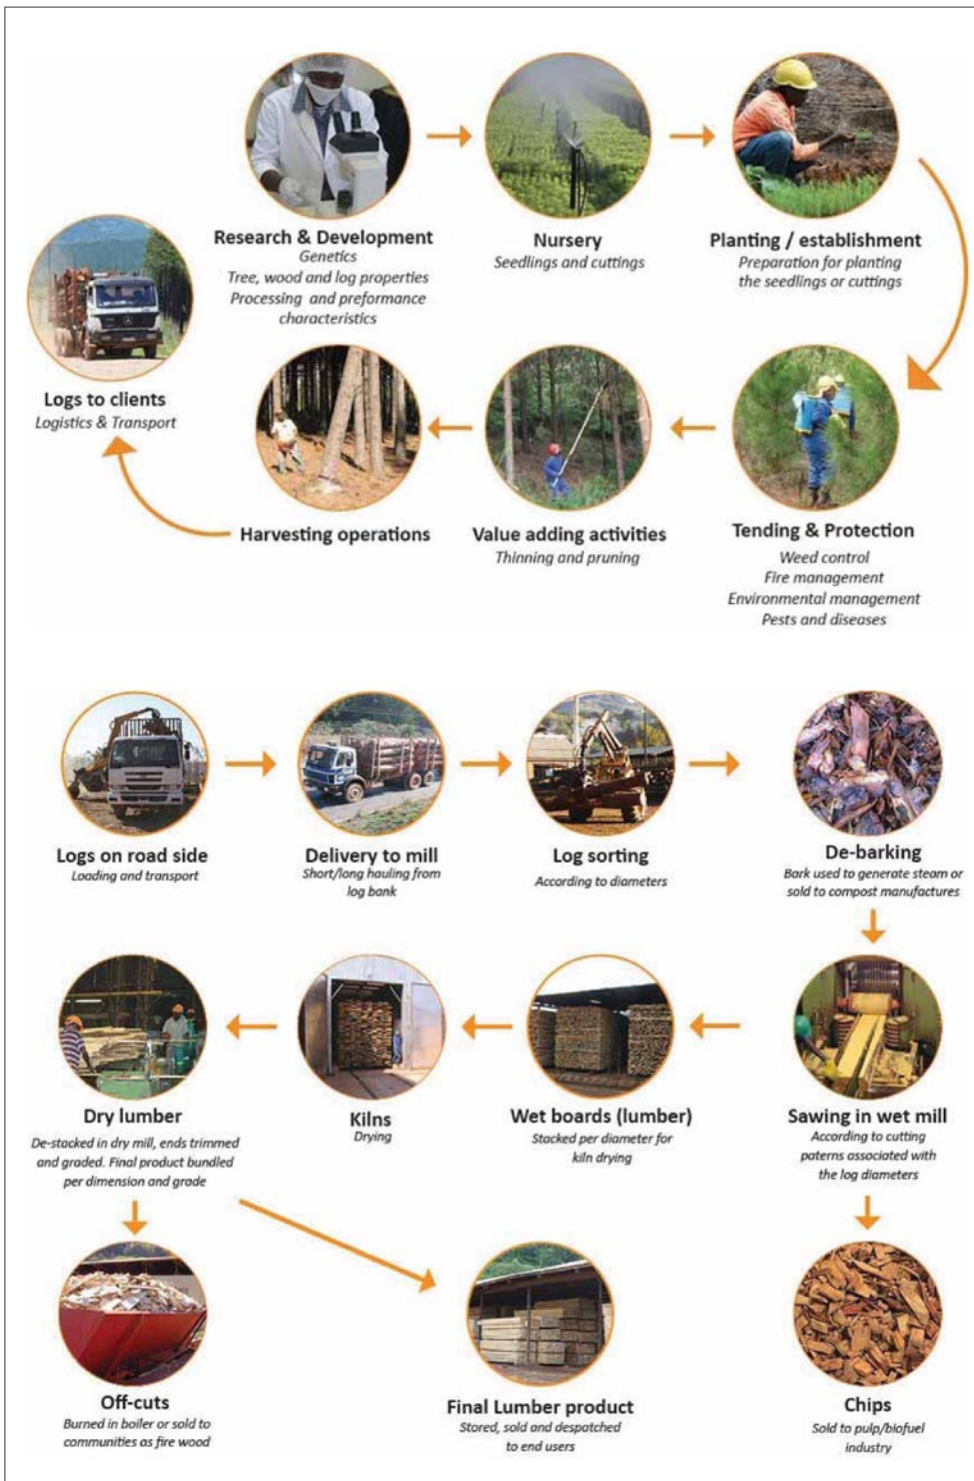 Research & Development
Genetics
Tree, wood and log properties
Processing and preformance
characteristics
Nursery
Seedlings and cuttings
Planting / establishment
Preparation for planting
the seedlings or cuttings
Logs to clients
Logistics & Transport
Harvesting operations
Value adding activities
Thinning and pruning
Tending & Protection
Weed control
Fire management
Environmental management
Pests and diseases
Logs on road side
Loading and transport
Delivery to mill
Short/long hauling from
log bank
Log sorting
According to diameters
De-barking
Bark used to generate steam or
sold to compost manufactures
Dry lumber
De-stacked in dry mill, ends trimmed
and graded. Final product bundled
per dimension and grade
Kilns
Drying
Wet boards (lumber)
Stacked per diameter for
kiln drying
Sawing in wet mill
According to cutting
paterns associated with
the log diameters
Off-cuts
Burned in boiler or sold to
communities as fire wood
Final Lumber product
Stored, sold and despatched
to end users
Chips
Sold to pulp/biofuel
industry